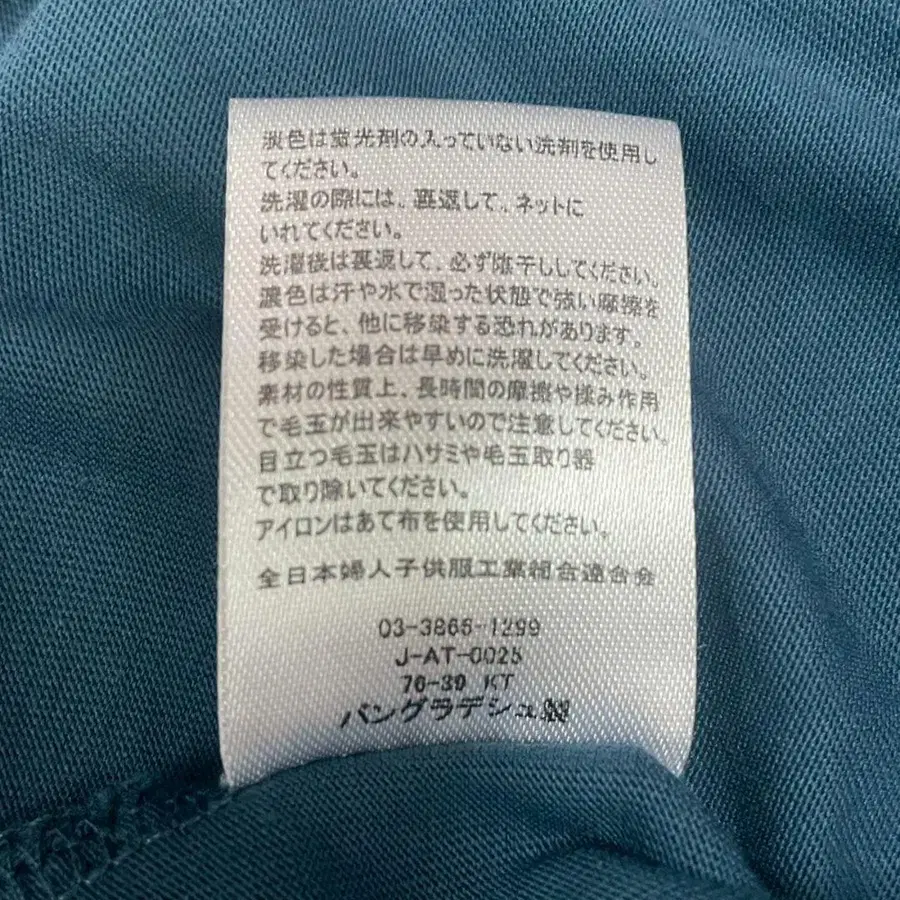 淡色は蛍光剤の入っていない洗剤を使用し
てください。
洗濯の際には、裏返して、ネットに
いれてください。
洗濯後は裏返して、必ず陰干ししてください。
濃色は汗や水で湿った状態で強い摩擦を
受けると、他に移染する恐れがあります。
移染した場合は早めに洗濯してください。
素材の性質上、長時間の摩擦や揉み作用
で毛玉が出来やすいので注意してください。
目立つ毛玉はハサミや毛玉取り器
で取り除いてください。
アイロンはあて布を使用してください。
全日本婦人子供服工業組合連合会
03-3865-1299
J-AT-0025
76-39 KT
バングラデシュ製